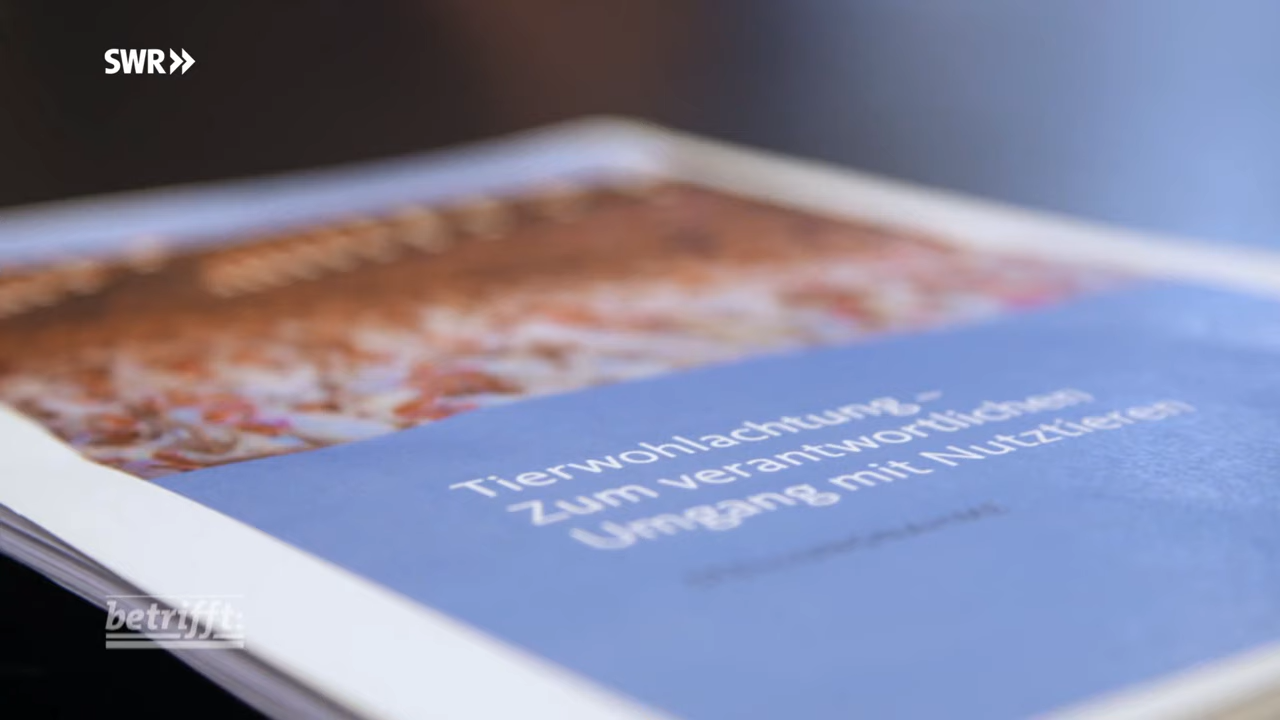 SWR
Tierwohlachtung –
Zum verantwortlichen
Umgang mit Nutztieren
betrifft: